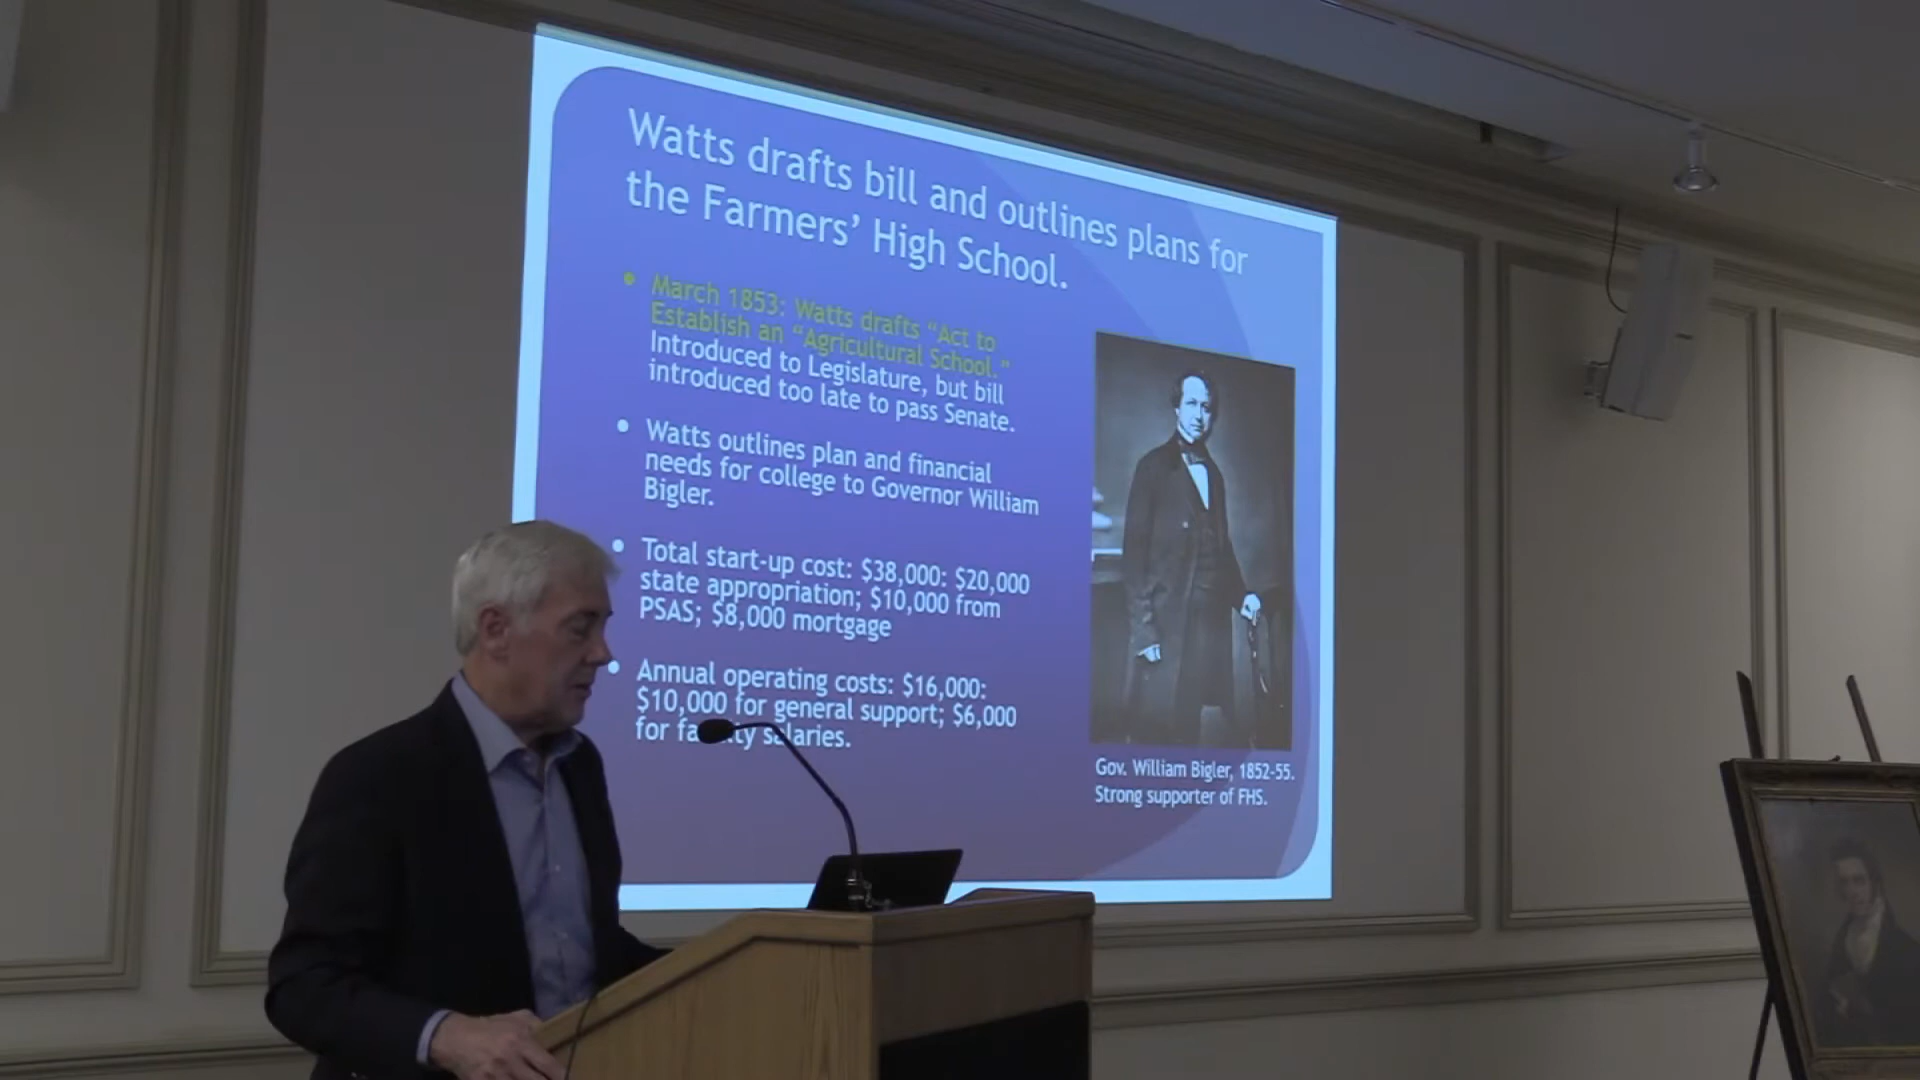 Watts drafts bill and outlines plans for
the Farmers’ High School.
• March 1853: Watts drafts “Act to
Establish an “Agricultural School.”
Introduced to Legislature, but bill
introduced too late to pass Senate.
• Watts outlines plan and financial
needs for college to Governor William
Bigler.
• Total start-up cost: $38,000: $20,000
state appropriation; $10,000 from
PSAS; $8,000 mortgage
• Annual operating costs: $16,000:
$10,000 for general support; $6,000
for faculty salaries.
Gov. William Bigler, 1852-55.
Strong supporter of FHS.